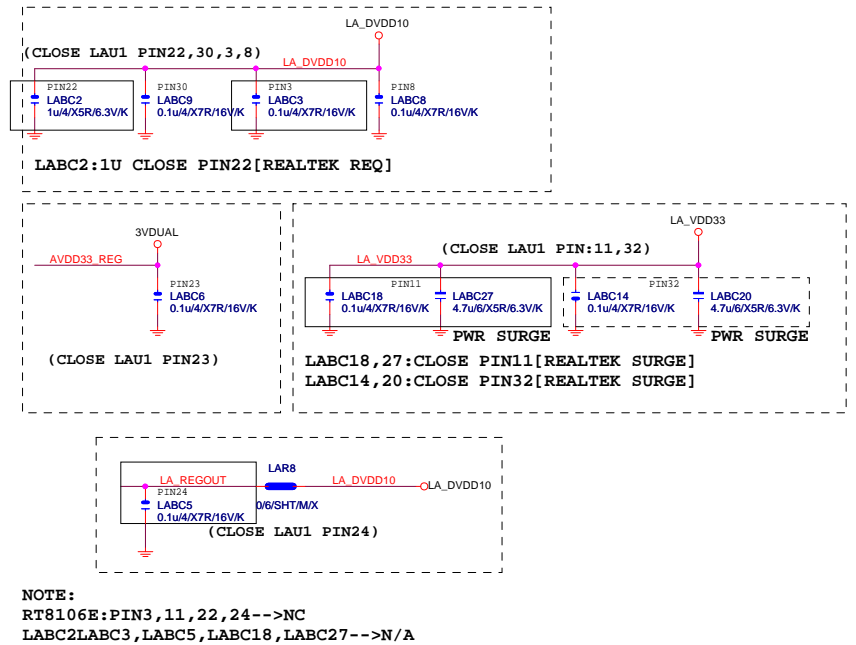 LA_DVDD10
(CLOSE LAU1 PIN22,30,3,8)
LA_DVDD10
PIN22
LABC2
1u/4/X5R/6.3V/K
PIN30
LABC9
0.1u/4/X7R/16V/K
PIN3
LABC3
0.1u/4/X7R/16V/K
PIN8
LABC8
0.1u/4/X7R/16V/K
LABC2:1U CLOSE PIN22[REALTEK REQ]
3VDUAL
AVDD33_REG
PIN23
LABC6
0.1u/4/X7R/16V/K
(CLOSE LAU1 PIN23)
LA_VDD33
(CLOSE LAU1 PIN:11,32)
LA_VDD33
PIN11
LABC18
0.1u/4/X7R/16V/K
LABC27
4.7u/6/X5R/6.3V/K
PIN32
LABC14
0.1u/4/X7R/16V/K
LABC20
4.7u/6/X5R/6.3V/K
PWR SURGE
PWR SURGE
LABC18,27:CLOSE PIN11[REALTEK SURGE]
LABC14,20:CLOSE PIN32[REALTEK SURGE]
LAR8
LA_REGOUT
LA_DVDD10
LA_DVDD10
PIN24
LABC5
0.1u/4/X7R/16V/K
0/6/SHT/M/X
(CLOSE LAU1 PIN24)
NOTE:
RT8106E:PIN3,11,22,24-->NC
LABC2LABC3,LABC5,LABC18,LABC27-->N/A